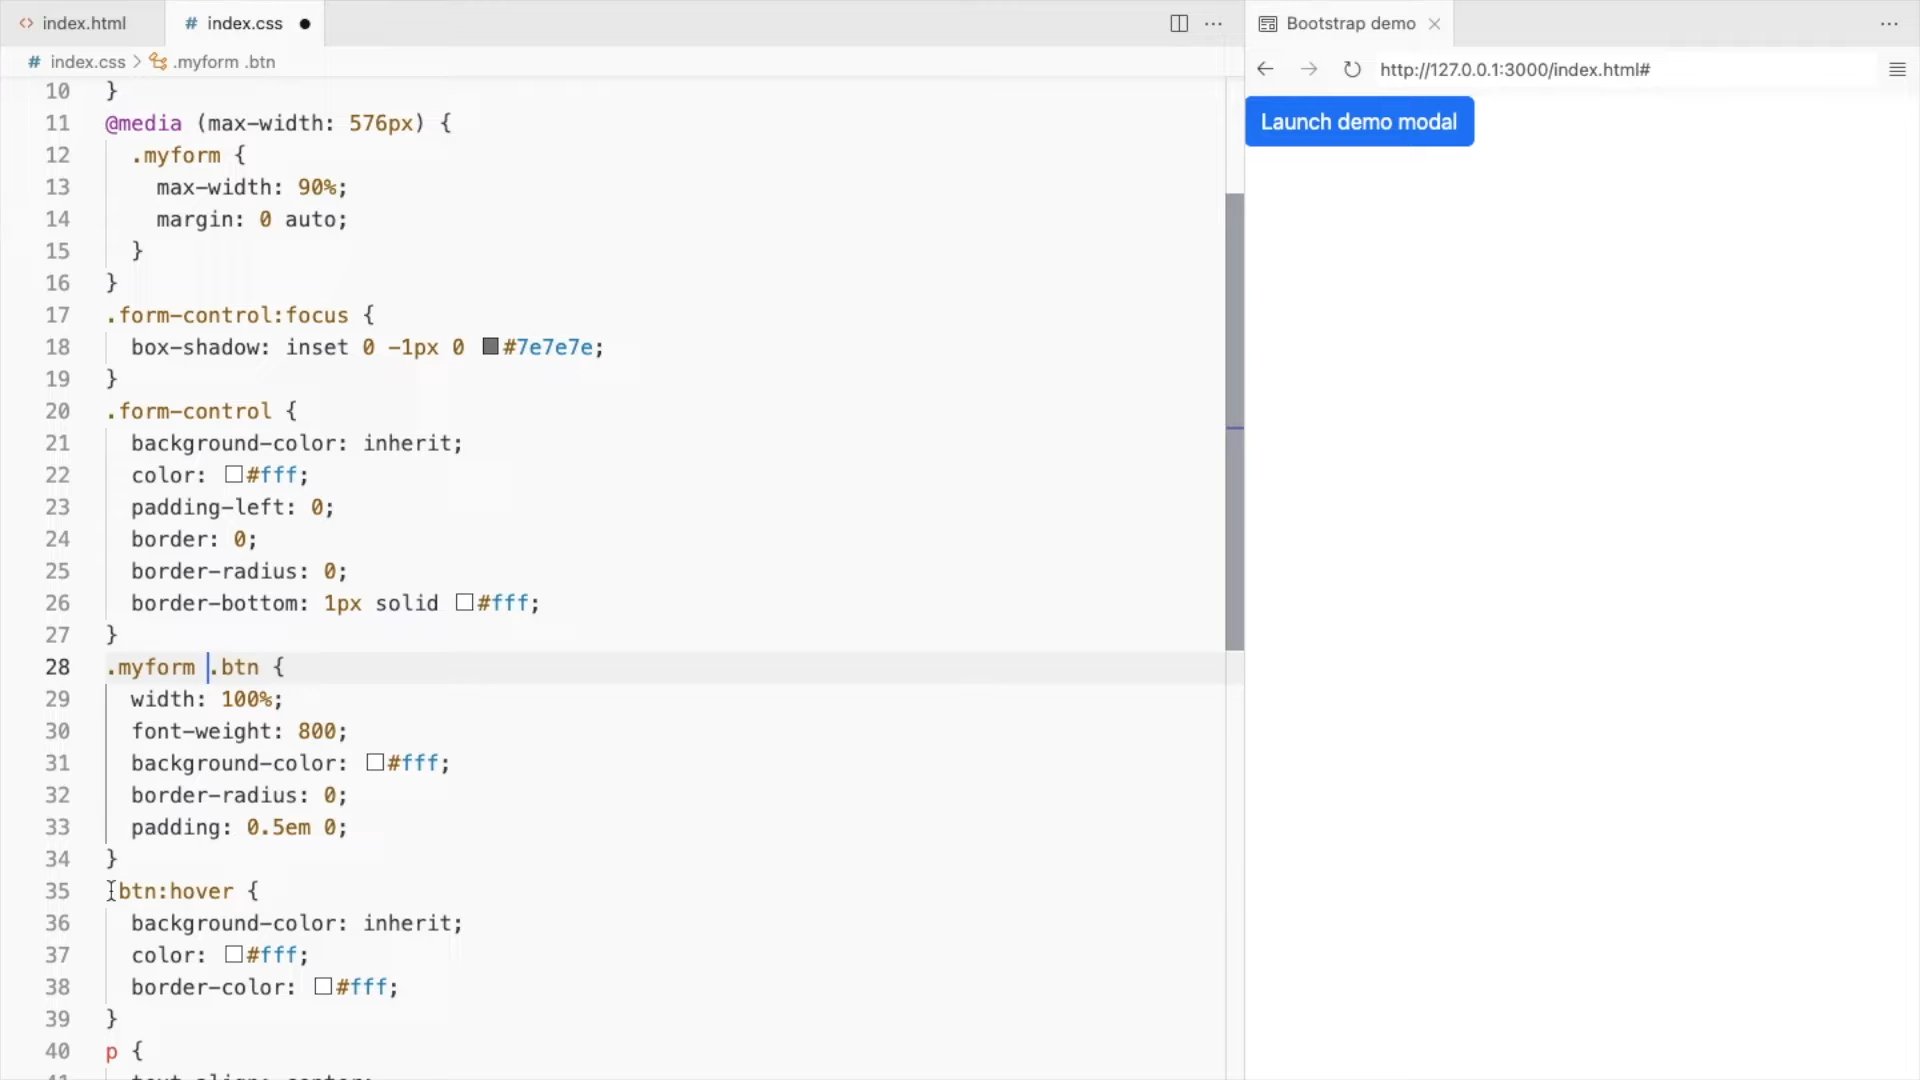 index.html
# index.css
index.css > .myform .btn
Bootstrap demo
http://127.0.0.1:3000/index.html#
Launch demo modal
10 }
11 @media (max-width: 576px) {
12 .myform {
13 max-width: 90%;
14 margin: 0 auto;
15 }
16 }
17 .form-control:focus {
18 box-shadow: inset 0 -1px 0 #7e7e7e;
19 }
20 .form-control {
21 background-color: inherit;
22 color: #fff;
23 padding-left: 0;
24 border: 0;
25 border-radius: 0;
26 border-bottom: 1px solid #fff;
27 }
28 .myform .btn {
29 width: 100%;
30 font-weight: 800;
31 background-color: #fff;
32 border-radius: 0;
33 padding: 0.5em 0;
34 }
35 btn:hover {
36 background-color: inherit;
37 color: #fff;
38 border-color: #fff;
39 }
40 p {